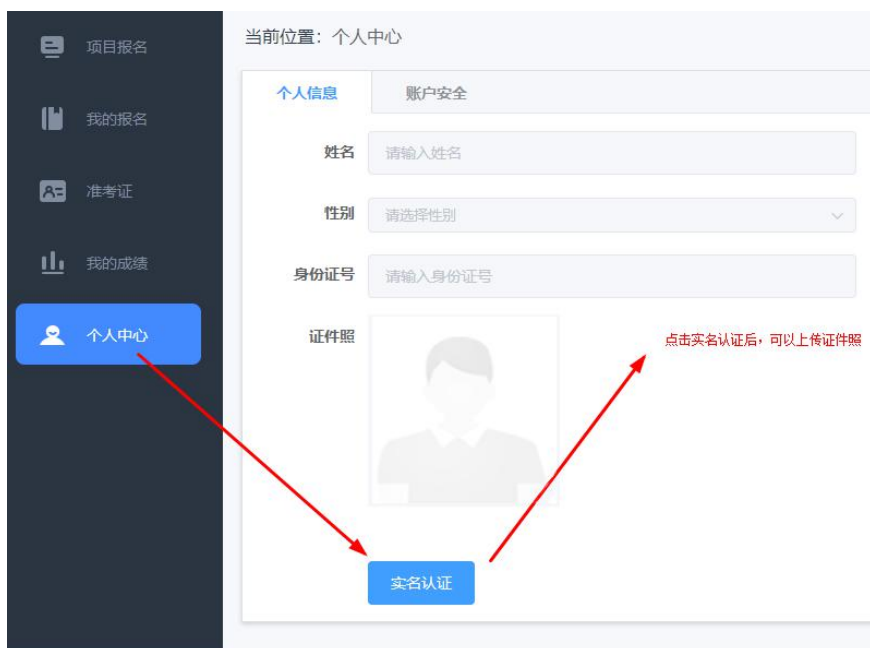 项目报名
我的报名
准考证
我的成绩
个人中心
当前位置：个人中心
个人信息 账户安全
姓名 请输入姓名
性别 请选择性别
身份证号 请输入身份证号
证件照
点击实名认证后，可以上传证件照
实名认证